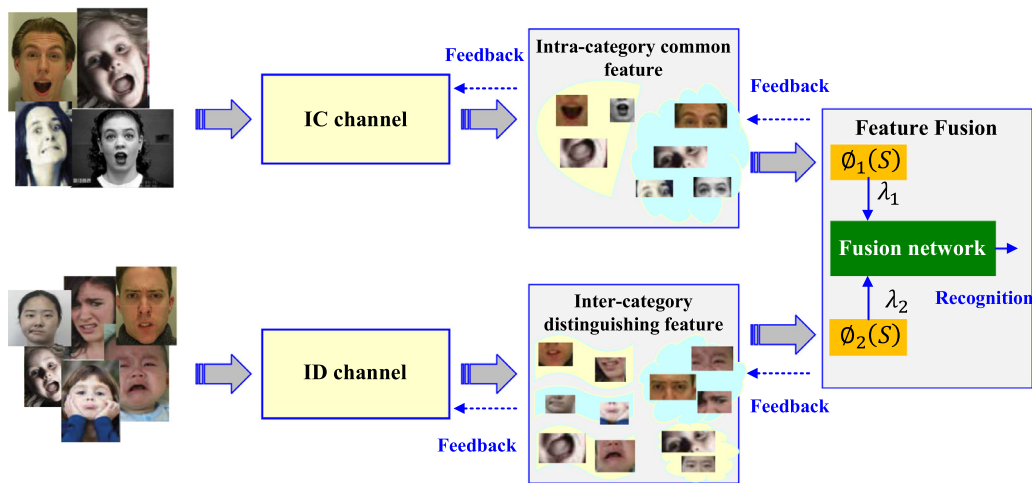 Feedback
Intra-category common
feature
IC channel
Feedback
Feature Fusion
∅₁(S)
λ₁
Fusion network
λ₂
Recognition
∅₂(S)
Inter-category
distinguishing feature
ID channel
Feedback
Feedback